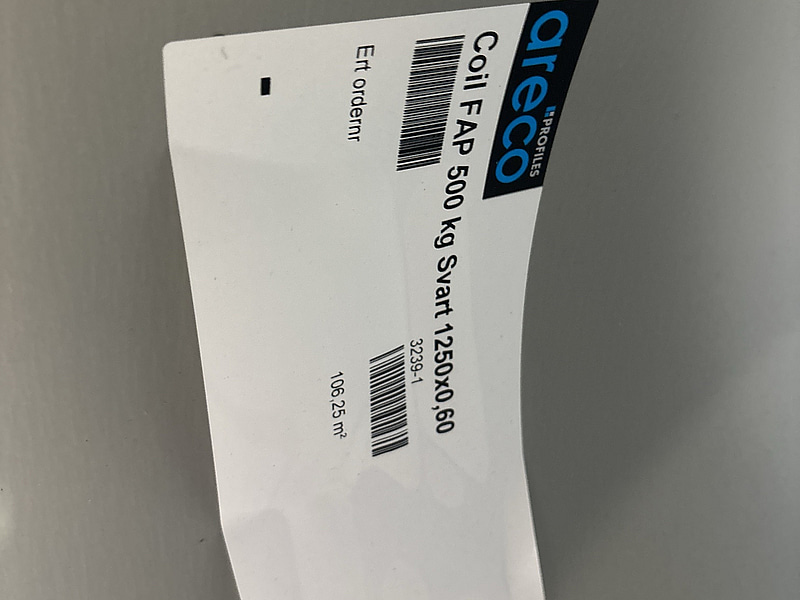 areco
PROFILES
Coil FAP 500 kg Svart 1250x0,60
3239-1
Ert ordernr
106,25 m²